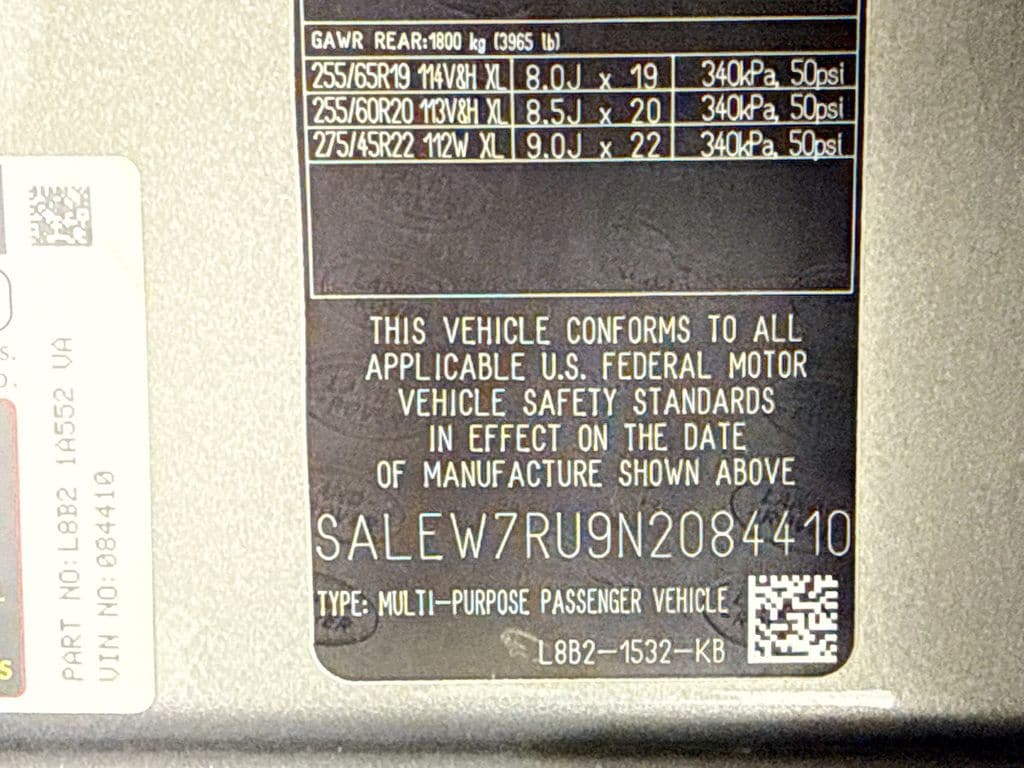 GAWR REAR:1800 kg (3965 lb)
255/65R19 114V&H XL 8.0J x 19 340kPa, 50psi
255/60R20 113V&H XL 8.5J x 20 340kPa, 50psi
275/45R22 112W XL 9.0J x 22 340kPa, 50psi
THIS VEHICLE CONFORMS TO ALL
APPLICABLE U.S. FEDERAL MOTOR
VEHICLE SAFETY STANDARDS
IN EFFECT ON THE DATE
OF MANUFACTURE SHOWN ABOVE
SALEW7RU9N2084410
TYPE: MULTI-PURPOSE PASSENGER VEHICLE
L8B2-1532-KB
PART NO:L8B2 1A552 VA
VIN NO:084410